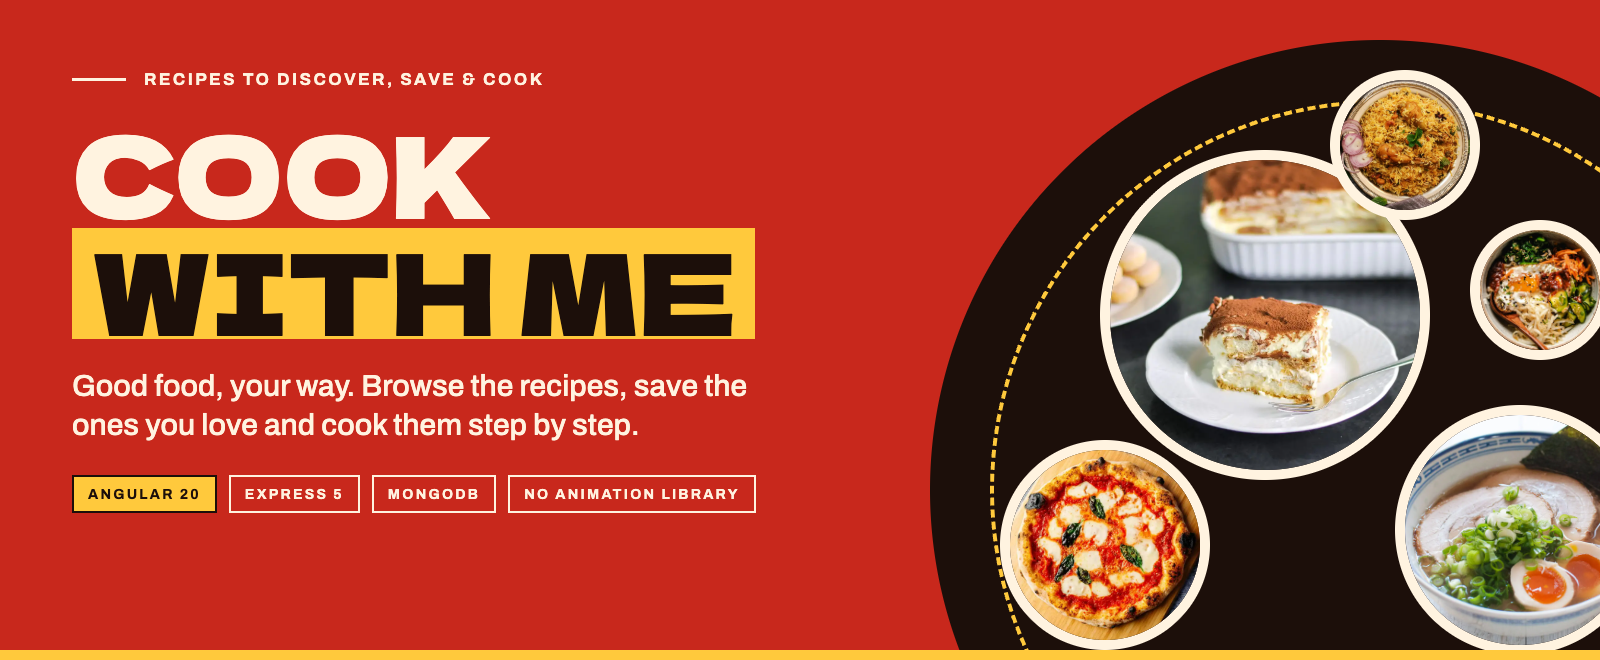 RECIPES TO DISCOVER, SAVE & COOK
COOK
WITH ME
Good food, your way. Browse the recipes, save the
ones you love and cook them step by step.
ANGULAR 20
EXPRESS 5
MONGODB
NO ANIMATION LIBRARY